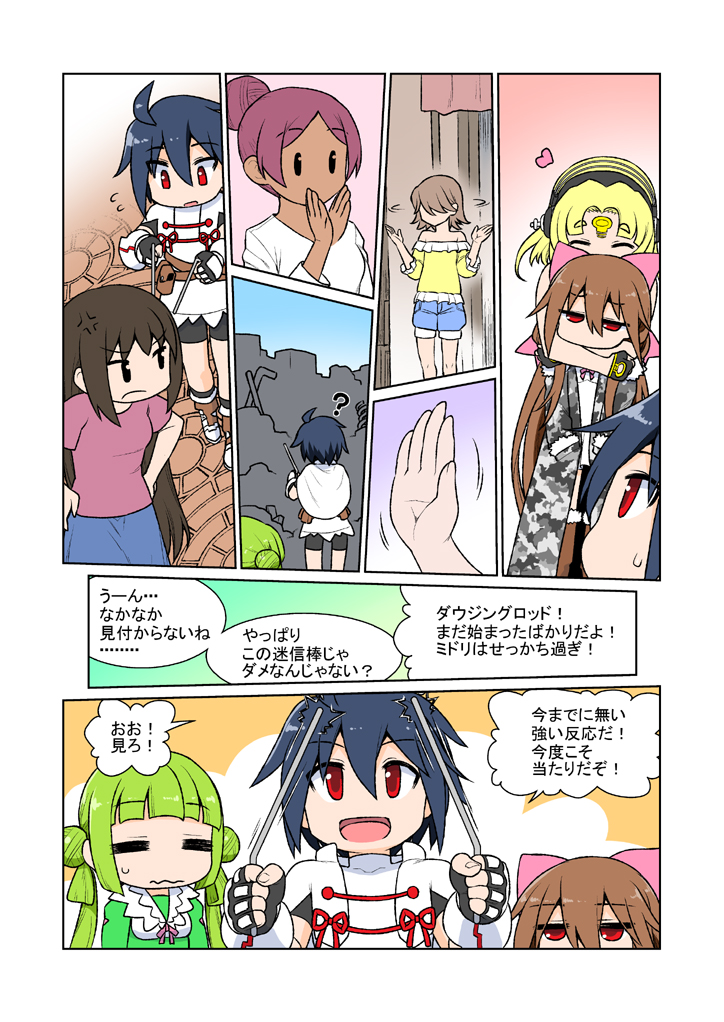 ?
ダウジングロッド！
まだ始まったばかりだよ！
ミドリはせっかち過ぎ！
やっぱり
この迷信棒じゃ
ダメなんじゃない？
うーん…
なかなか
見付からないね
………
今までに無い
強い反応だ！
今度こそ
当たりだぞ！
おお！
見ろ！